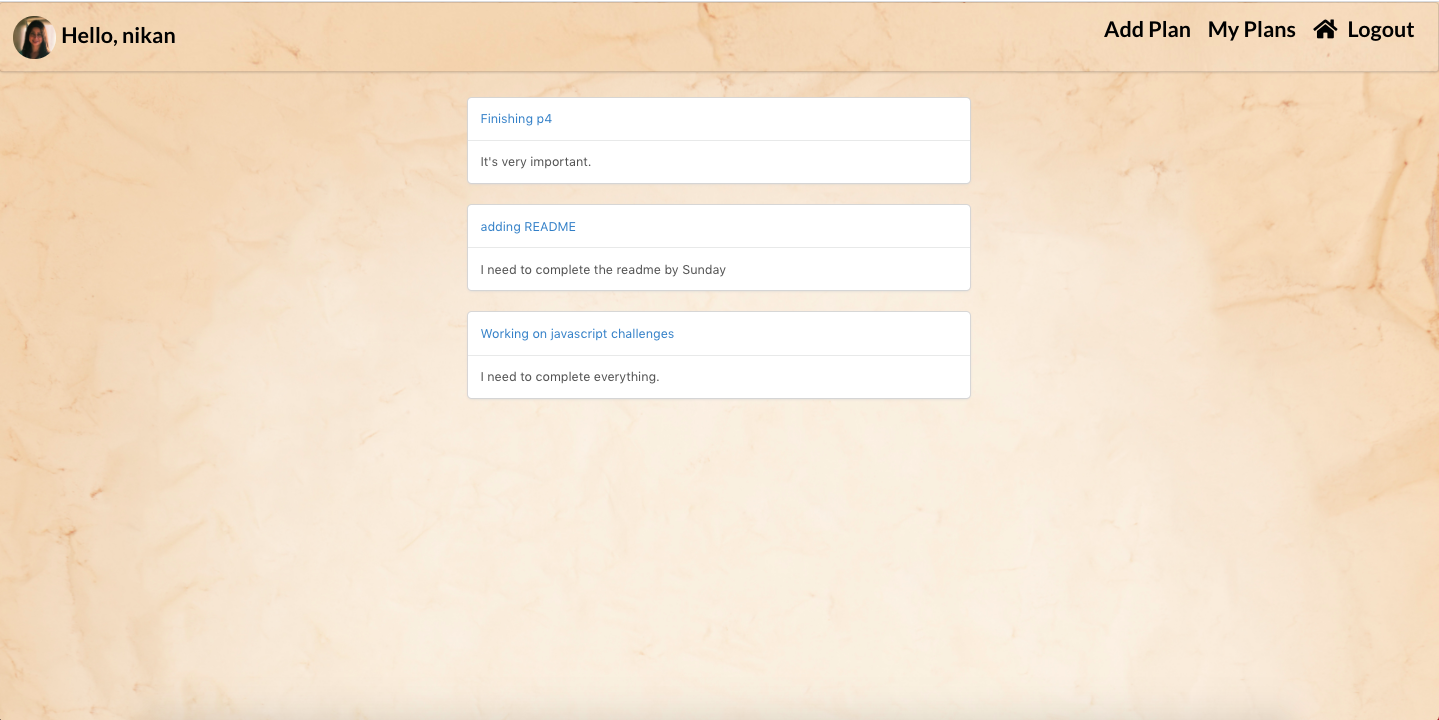 Hello, nikan
Add Plan My Plans Logout
Finishing p4
It's very important.
adding README
I need to complete the readme by Sunday
Working on javascript challenges
I need to complete everything.